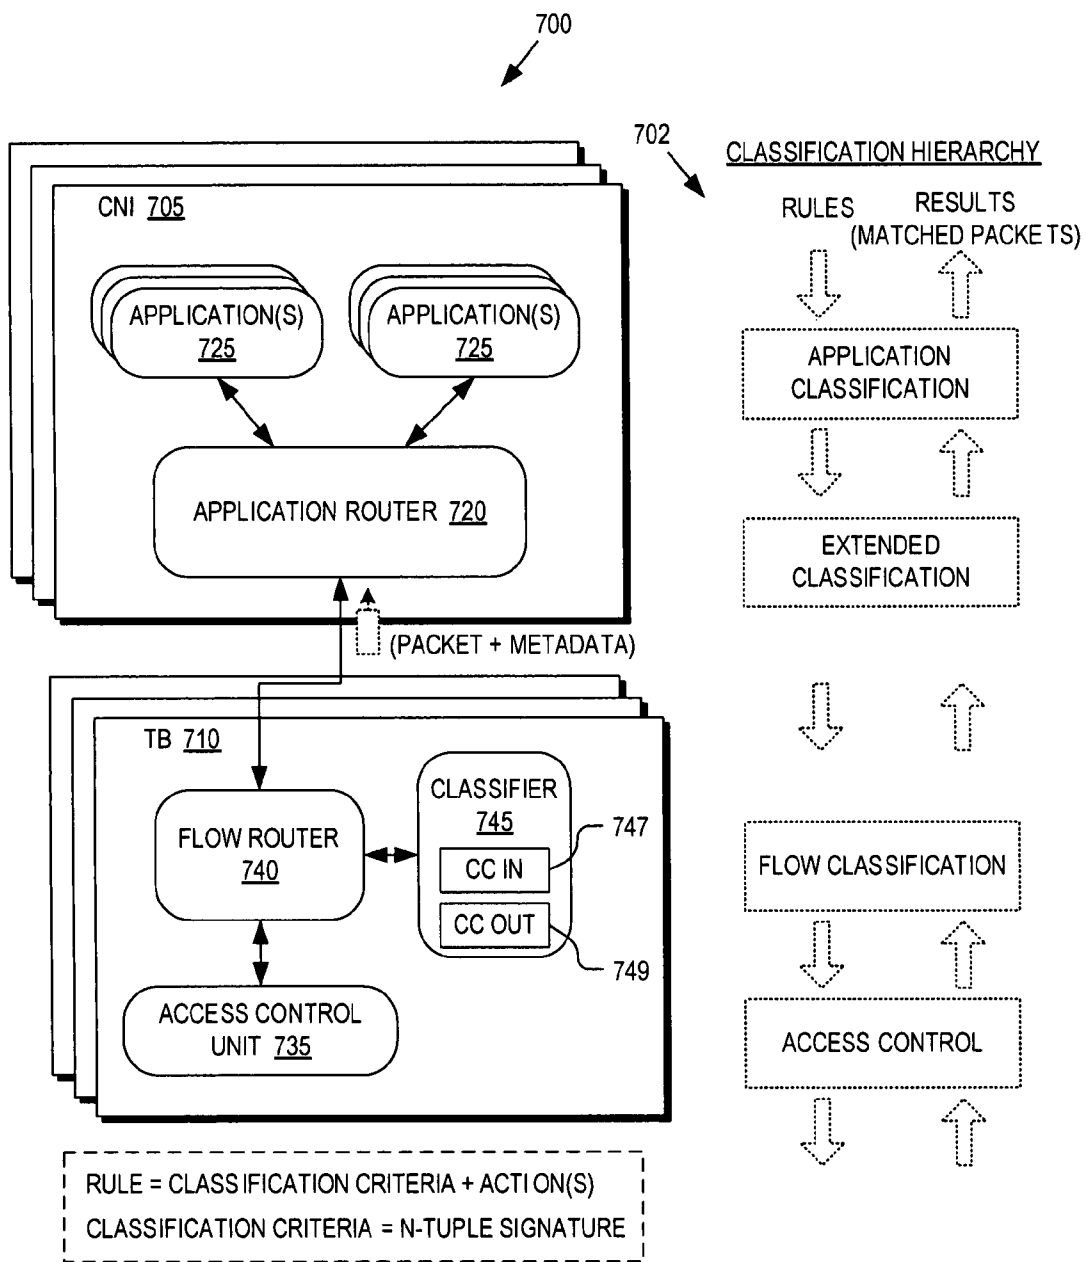 700
702
CLASSIFICATION HIERARCHY
RULES
RESULTS
(MATCHED PACKETS)
CNI 705
APPLICATION(S)
725
APPLICATION(S)
725
APPLICATION
CLASSIFICATION
APPLICATION ROUTER 720
EXTENDED
CLASSIFICATION
(PACKET + METADATA)
TB 710
CLASSIFIER
745
747
FLOW ROUTER
740
CC IN
FLOW CLASSIFICATION
CC OUT
749
ACCESS CONTROL
UNIT 735
ACCESS CONTROL
RULE = CLASSIFICATION CRITERIA + ACTION(S)
CLASSIFICATION CRITERIA = N-TUPLE SIGNATURE